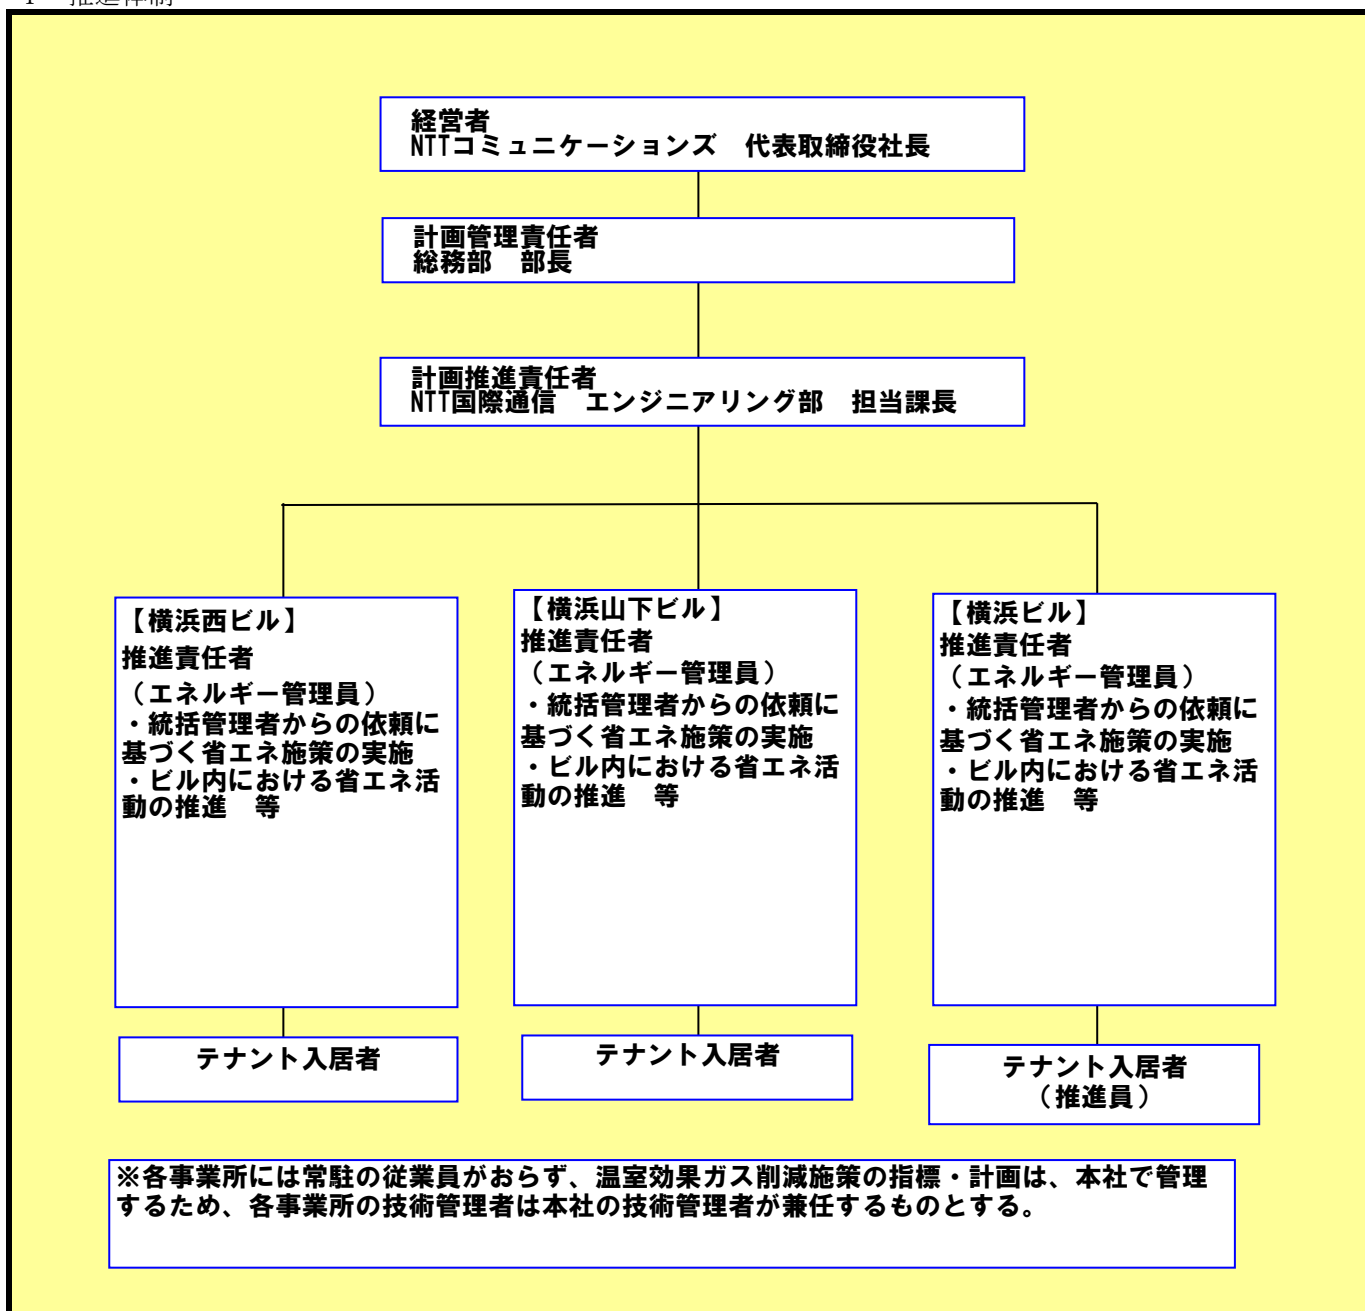 経営者
NTTコミュニケーションズ　代表取締役社長
計画管理責任者
総務部　部長
計画推進責任者
NTT国際通信　エンジニアリング部　担当課長
【横浜西ビル】
推進責任者
（エネルギー管理員）
・統括管理者からの依頼に
基づく省エネ施策の実施
・ビル内における省エネ活
動の推進　等
【横浜山下ビル】
推進責任者
（エネルギー管理員）
・統括管理者からの依頼に
基づく省エネ施策の実施
・ビル内における省エネ活
動の推進　等
【横浜ビル】
推進責任者
（エネルギー管理員）
・統括管理者からの依頼に
基づく省エネ施策の実施
・ビル内における省エネ活
動の推進　等
テナント入居者
テナント入居者
テナント入居者
（推進員）
※各事業所には常駐の従業員がおらず、温室効果ガス削減施策の指標・計画は、本社で管理
するため、各事業所の技術管理者は本社の技術管理者が兼任するものとする。